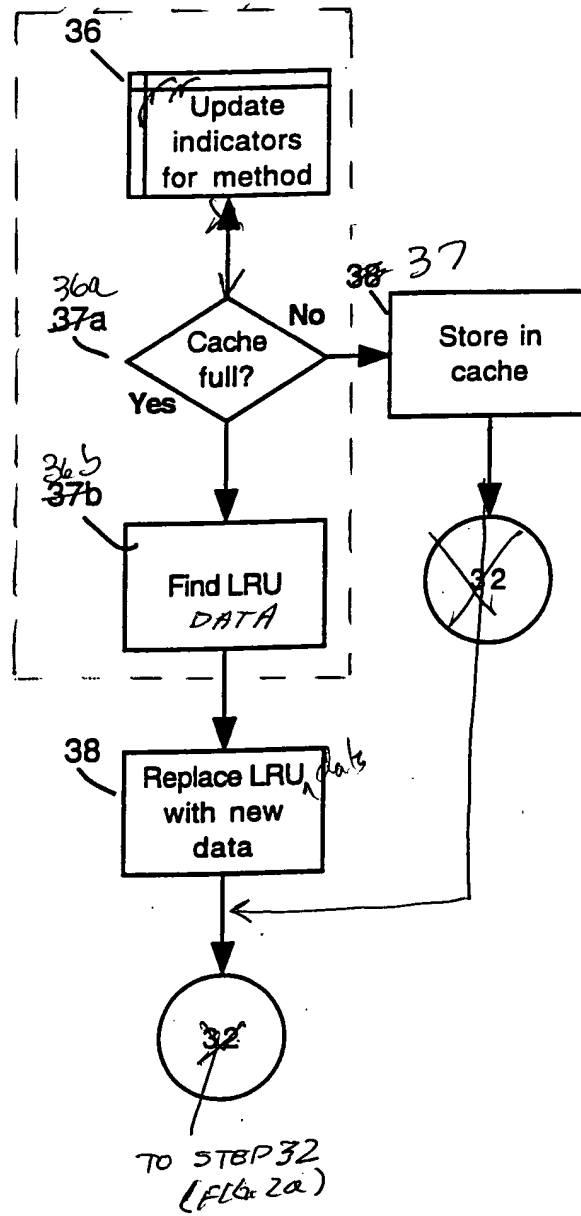 36
Update
indicators
for method
36a
37a
No
Cache
full?
Yes
38 37
Store in
cache
36b
37b
Find LRU
DATA
32
38
Replace LRU data
with new
data
32
TO STEP 32
(FIG. 2a)